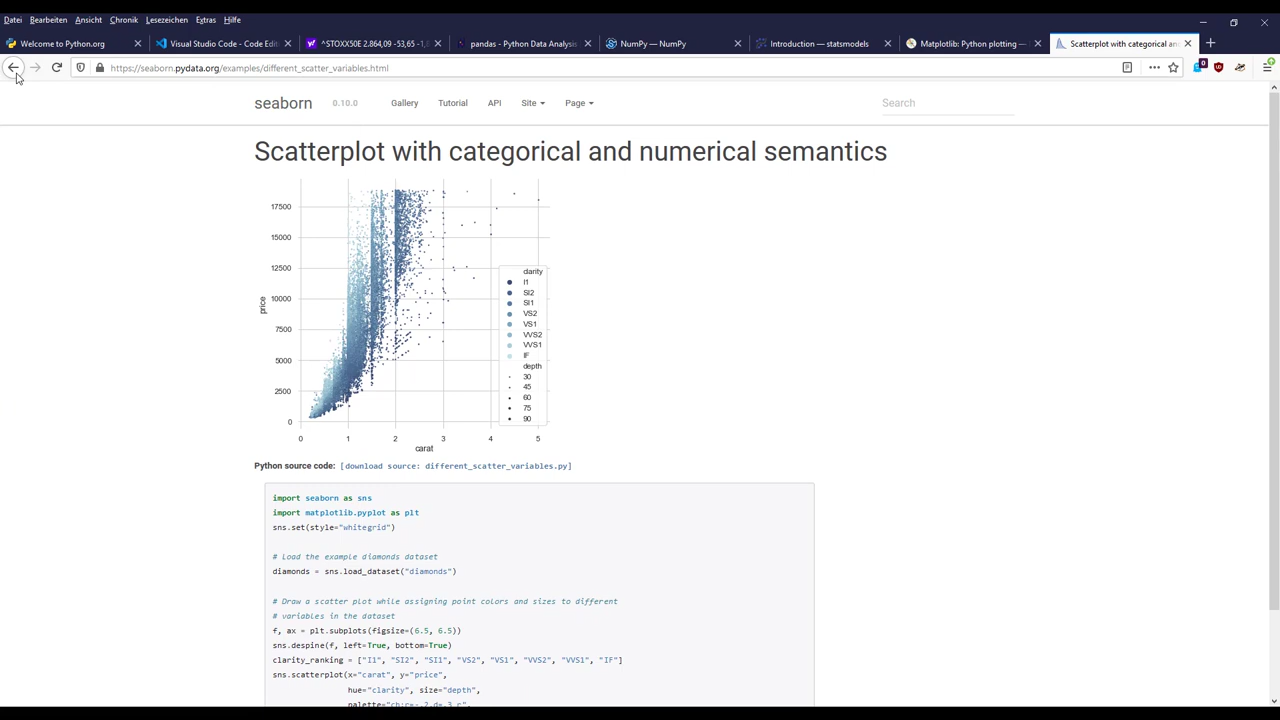 Datei Bearbeiten Ansicht Chronik Lesezeichen Extras Hilfe
Welcome to Python.org
Visual Studio Code - Code Edit
^STOXX50E 2.864,09 -53,65 -1,8
pandas - Python Data Analysis
NumPy — NumPy
Introduction — statsmodels
Matplotlib: Python plotting —
Scatterplot with categorical an
https://seaborn.pydata.org/examples/different_scatter_variables.html
0
seaborn 0.10.0 Gallery Tutorial API Site Page Search
Scatterplot with categorical and numerical semantics
17500
15000
12500
10000
7500
5000
2500
0
price
clarity
I1
SI2
SI1
VS2
VS1
VVS2
VVS1
IF
depth
30
45
60
75
90
0 1 2 3 4 5
carat
Python source code: [download source: different_scatter_variables.py]
import seaborn as sns
import matplotlib.pyplot as plt
sns.set(style="whitegrid")
# Load the example diamonds dataset
diamonds = sns.load_dataset("diamonds")
# Draw a scatter plot while assigning point colors and sizes to different
# variables in the dataset
f, ax = plt.subplots(figsize=(6.5, 6.5))
sns.despine(f, left=True, bottom=True)
clarity_ranking = ["I1", "SI2", "SI1", "VS2", "VS1", "VVS2", "VVS1", "IF"]
sns.scatterplot(x="carat", y="price",
hue="clarity", size="depth",
palette="ch:r=-.2,d=.3_r",